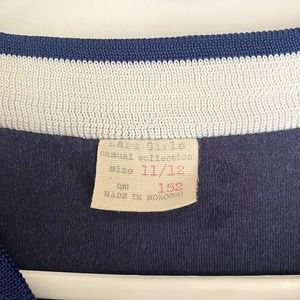 Zara Girls
casual collection
size 11/12
cm 152
MADE IN MOROCCO